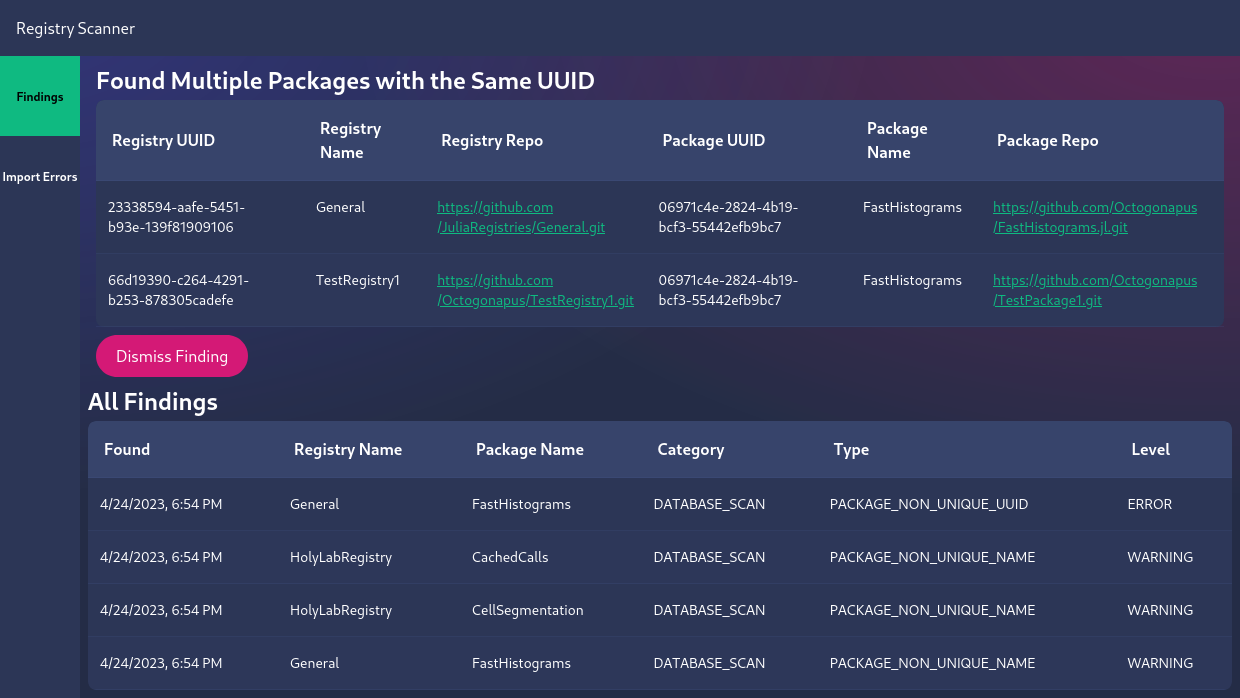 Registry Scanner
Findings
Import Errors
Found Multiple Packages with the Same UUID
Registry UUID Registry Name Registry Repo Package UUID Package Name Package Repo
23338594-aafe-5451- General https://github.com 06971c4e-2824-4b19- FastHistograms https://github.com/Octogonapus
b93e-139f81909106 /JuliaRegistries/General.git bcf3-55442efb9bc7 /FastHistograms.jl.git
66d19390-c264-4291- TestRegistry1 https://github.com 06971c4e-2824-4b19- FastHistograms https://github.com/Octogonapus
b253-878305cadefe /Octogonapus/TestRegistry1.git bcf3-55442efb9bc7 /TestPackage1.git
Dismiss Finding
All Findings
Found Registry Name Package Name Category Type Level
4/24/2023, 6:54 PM General FastHistograms DATABASE_SCAN PACKAGE_NON_UNIQUE_UUID ERROR
4/24/2023, 6:54 PM HolyLabRegistry CachedCalls DATABASE_SCAN PACKAGE_NON_UNIQUE_NAME WARNING
4/24/2023, 6:54 PM HolyLabRegistry CellSegmentation DATABASE_SCAN PACKAGE_NON_UNIQUE_NAME WARNING
4/24/2023, 6:54 PM General FastHistograms DATABASE_SCAN PACKAGE_NON_UNIQUE_NAME WARNING